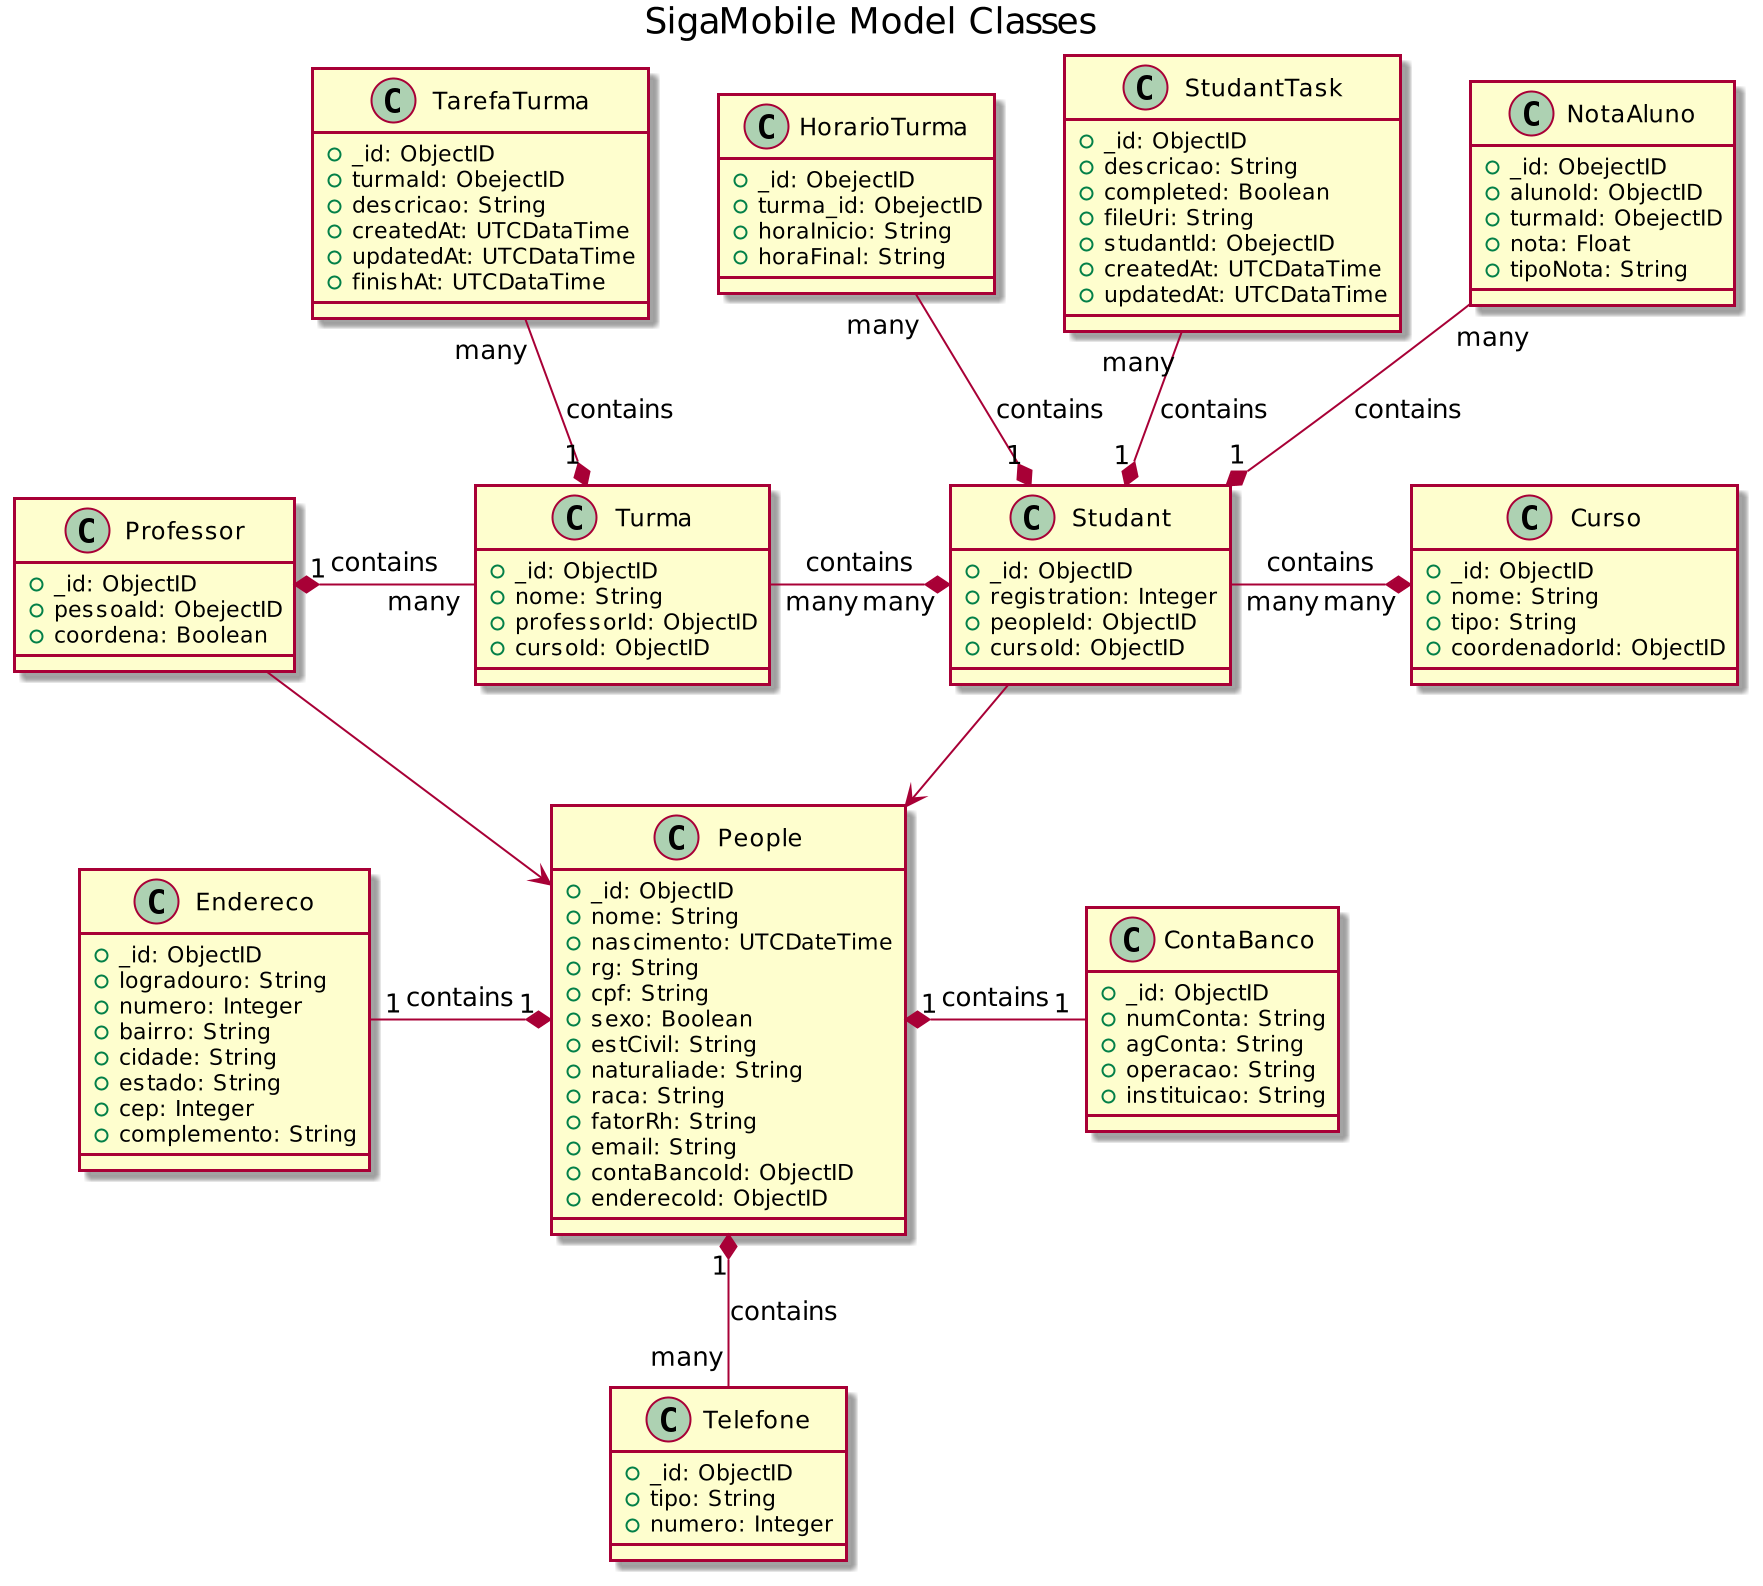 SigaMobile Model Classes
C TarefaTurma
_id: ObjectID
turmaId: ObejectID
descricao: String
createdAt: UTCDataTime
updatedAt: UTCDataTime
finishAt: UTCDataTime
C HorarioTurma
_id: ObejectID
turma_id: ObejectID
horaInicio: String
horaFinal: String
C StudantTask
_id: ObjectID
descricao: String
completed: Boolean
fileUri: String
studantId: ObejectID
createdAt: UTCDataTime
updatedAt: UTCDataTime
C NotaAluno
_id: ObejectID
alunoId: ObjectID
turmaId: ObejectID
nota: Float
tipoNota: String
many
contains
1
many
contains
1
many
contains
1
many
contains
1
C Professor
_id: ObjectID
pessoaId: ObejectID
coordena: Boolean
1
contains
many
C Turma
_id: ObjectID
nome: String
professorId: ObjectID
cursoId: ObjectID
contains
many many
C Studant
_id: ObjectID
registration: Integer
peopleId: ObjectID
cursoId: ObjectID
contains
many many
C Curso
_id: ObjectID
nome: String
tipo: String
coordenadorId: ObjectID
C Endereco
_id: ObjectID
logradouro: String
numero: Integer
bairro: String
cidade: String
estado: String
cep: Integer
complemento: String
1 contains 1
C People
_id: ObjectID
nome: String
nascimento: UTCDateTime
rg: String
cpf: String
sexo: Boolean
estCivil: String
naturaliade: String
raca: String
fatorRh: String
email: String
contaBancoId: ObjectID
enderecoId: ObjectID
1 contains 1
C ContaBanco
_id: ObjectID
numConta: String
agConta: String
operacao: String
instituicao: String
1
contains
many
C Telefone
_id: ObjectID
tipo: String
numero: Integer